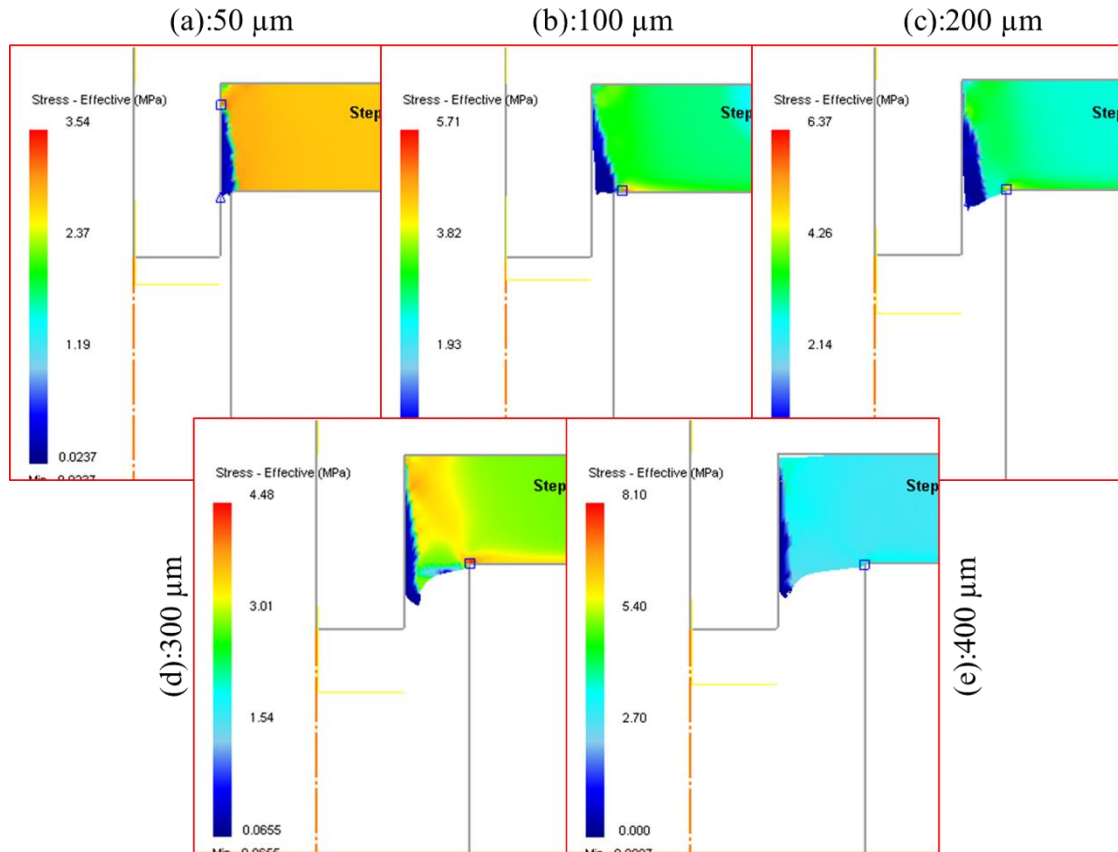 (a):50 µm
(b):100 µm
(c):200 µm
Stress - Effective (MPa)
3.54
2.37
1.19
0.0237
Step
Stress - Effective (MPa)
5.71
3.82
1.93
Step
Stress - Effective (MPa)
6.37
4.26
2.14
Step
(d):300 µm
Stress - Effective (MPa)
4.48
3.01
1.54
0.0655
Step
Stress - Effective (MPa)
8.10
5.40
2.70
0.000
Step
(e):400 µm